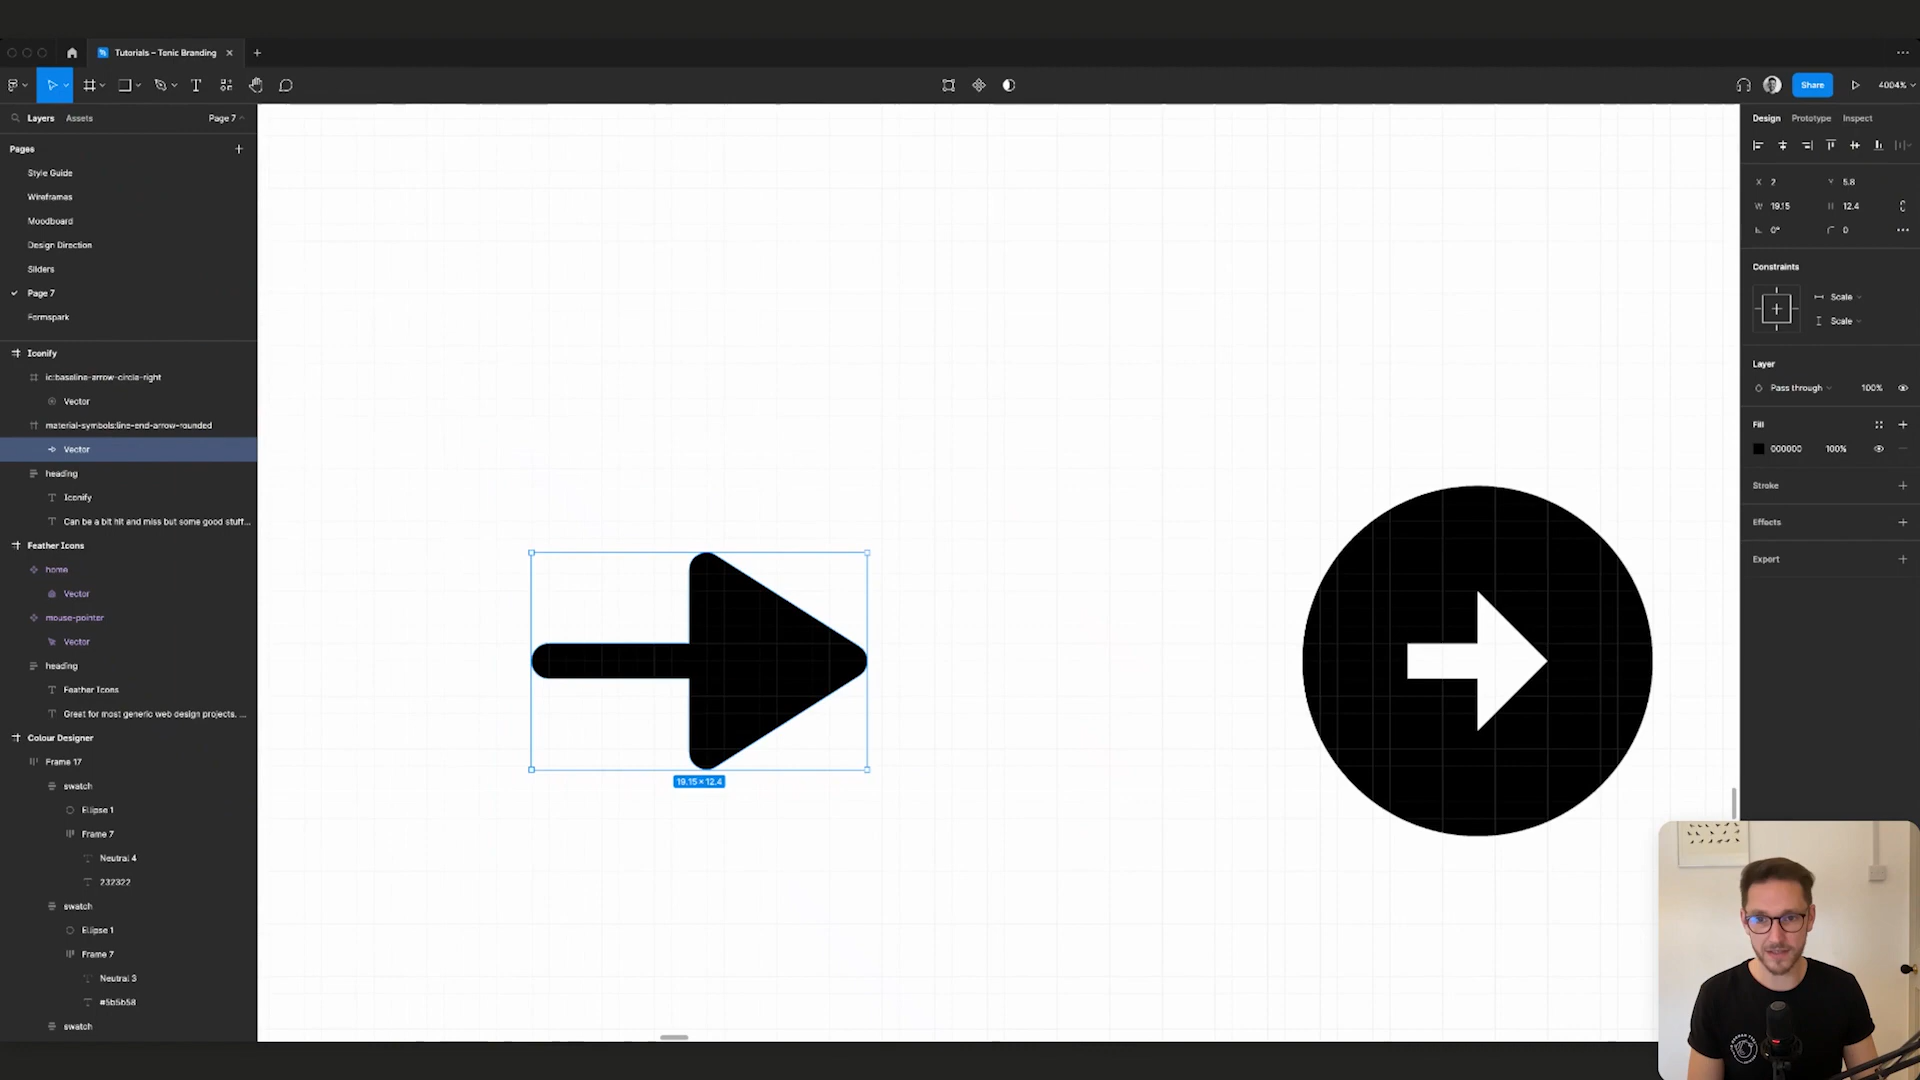 Tutorials – Tonic Branding
Share
4004%
Layers
Assets
Page 7
Design
Prototype
Inspect
Pages
Style Guide
Wireframes
Moodboard
Design Direction
Sliders
Page 7
Formspark
X 2
Y 5.8
W 19.15
H 12.4
0°
0
Constraints
Scale
Scale
Iconify
ic:baseline-arrow-circle-right
Vector
material-symbols:line-end-arrow-rounded
Vector
heading
Iconify
Can be a bit hit and miss but some good stuff...
Feather Icons
home
Vector
mouse-pointer
Vector
heading
Feather Icons
Great for most generic web design projects. ...
Colour Designer
Frame 17
swatch
Ellipse 1
Frame 7
Neutral 4
232322
swatch
Ellipse 1
Frame 7
Neutral 3
#5b5b58
swatch
Layer
Pass through
100%
Fill
000000
100%
Stroke
Effects
Export
19.15 × 12.4